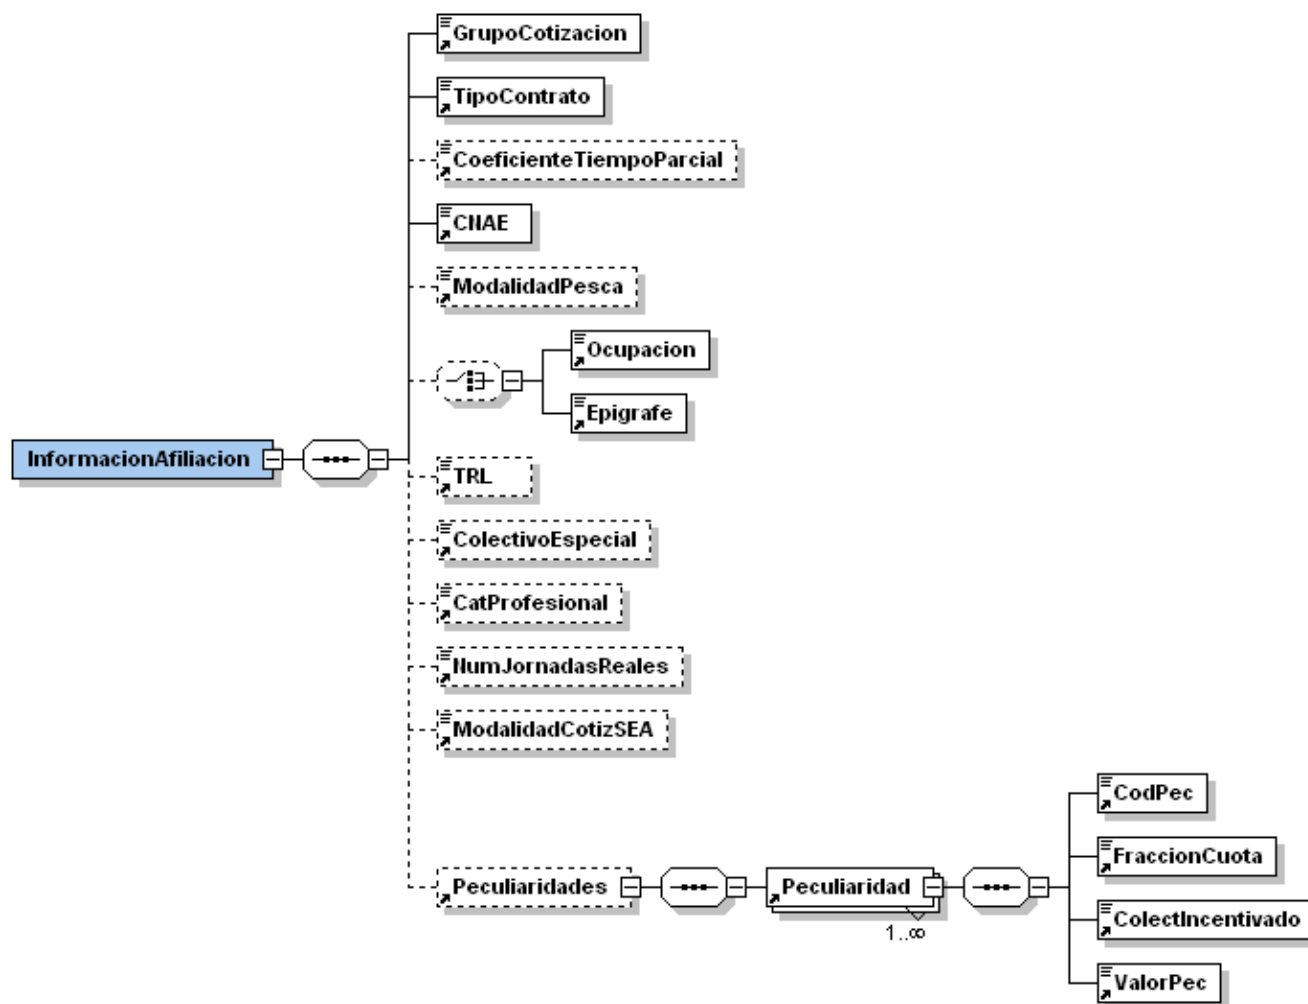 GrupoCotizacion
TipoContrato
CoeficienteTiempoParcial
CNAE
ModalidadPesca
Ocupacion
Epigrafe
InformacionAfiliacion
TRL
ColectivoEspecial
CatProfesional
NumJornadasReales
ModalidadCotizSEA
CodPec
FraccionCuota
Peculiaridades
Peculiaridad
1..∞
ColectIncentivado
ValorPec